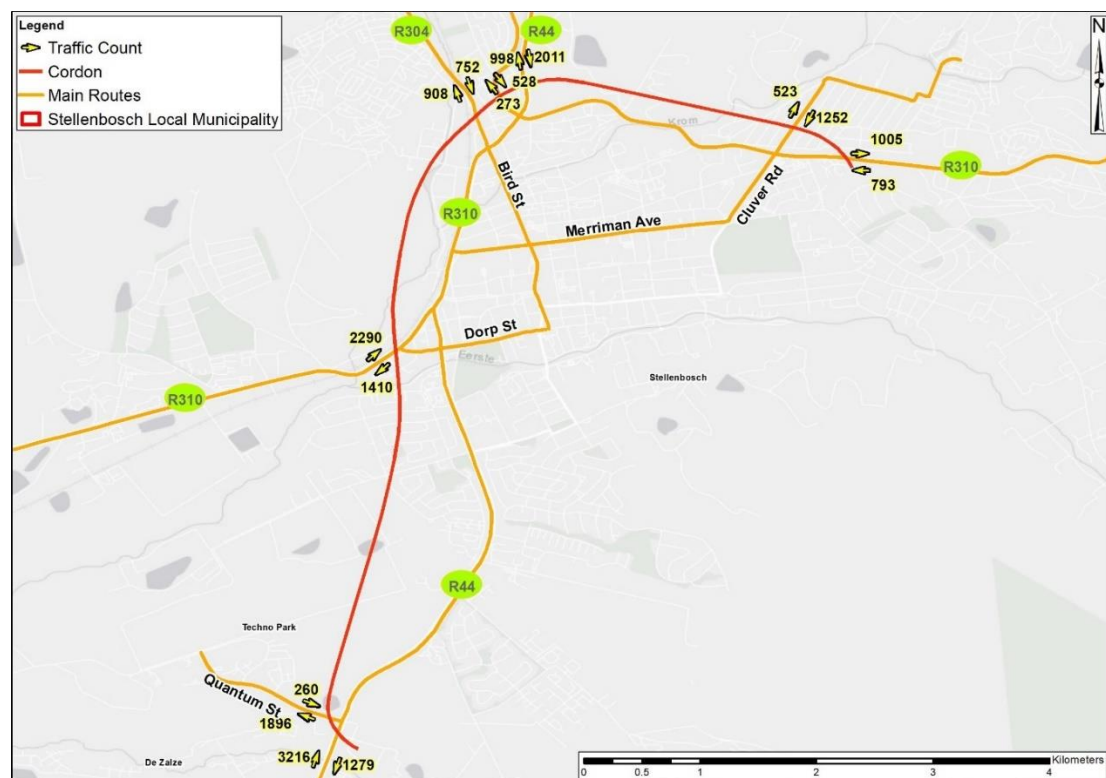 Legend
Traffic Count
Cordon
Main Routes
Stellenbosch Local Municipality
R304
R44
N
998
2011
752
528
908
273
523
1252
1005
Krom
R310
793
Bird St
Cluver Rd
R310
Merriman Ave
2290
Dorp St
Eerste
1410
Stellenbosch
R310
R44
Techno Park
Quantum St
260
1896
De Zalze
3216
1279
Kilometers
0 0.5 1 2 3 4